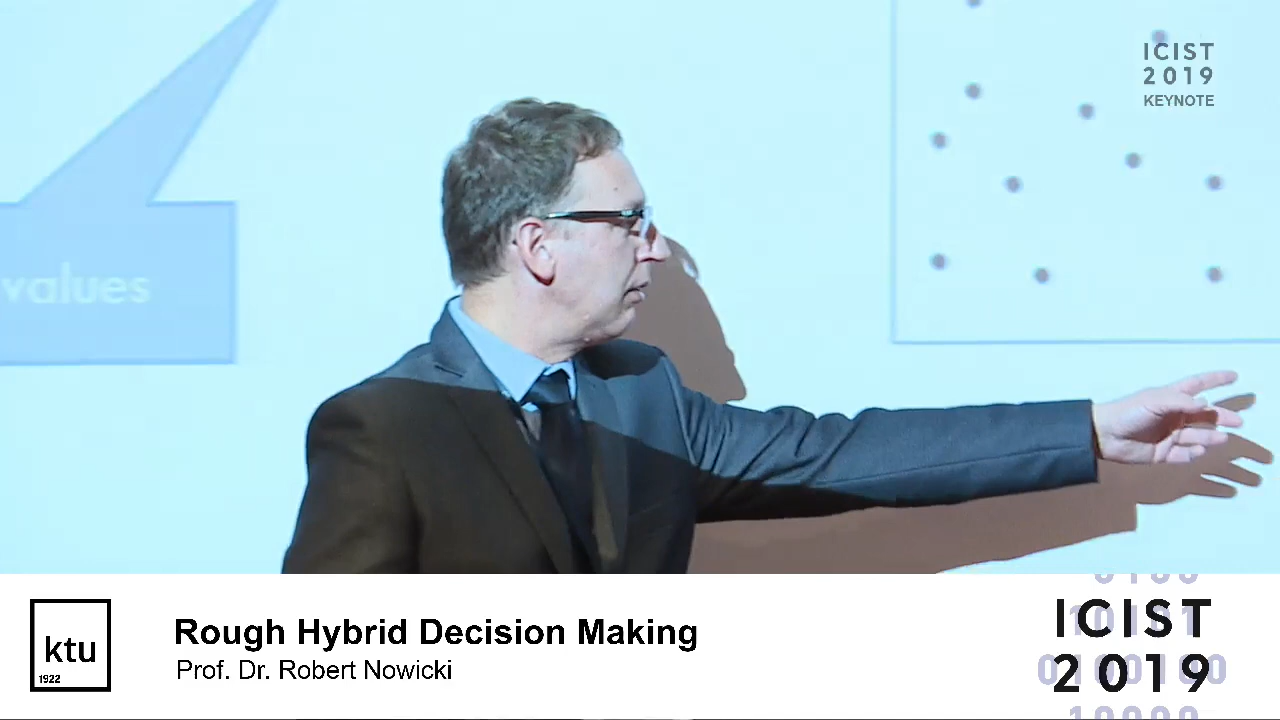 values
ICIST
2019
KEYNOTE
ktu
1922
Rough Hybrid Decision Making
Prof. Dr. Robert Nowicki
ICIST
2019